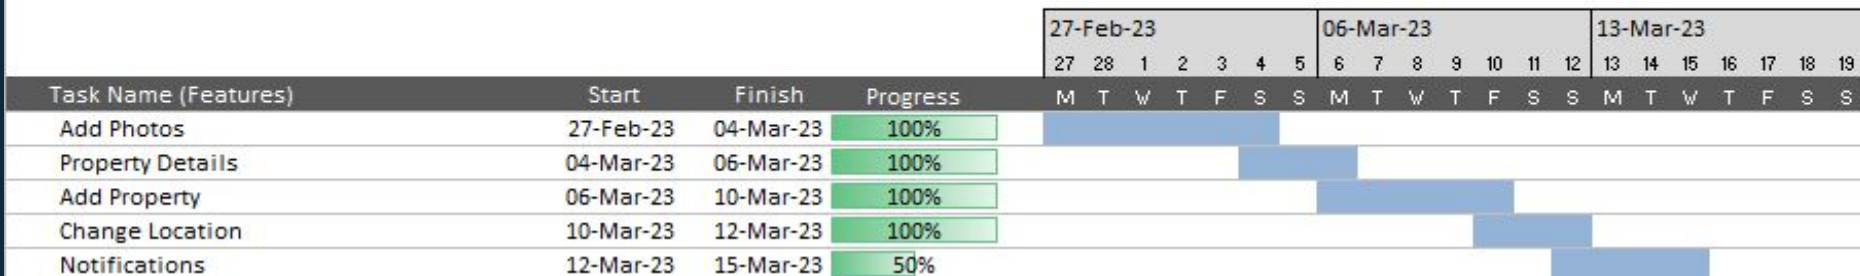 27-Feb-23 06-Mar-23 13-Mar-23
27 28 1 2 3 4 5 6 7 8 9 10 11 12 13 14 15 16 17 18 19
Task Name (Features) Start Finish Progress M T W T F S S M T W T F S S M T W T F S S
Add Photos 27-Feb-23 04-Mar-23 100%
Property Details 04-Mar-23 06-Mar-23 100%
Add Property 06-Mar-23 10-Mar-23 100%
Change Location 10-Mar-23 12-Mar-23 100%
Notifications 12-Mar-23 15-Mar-23 50%